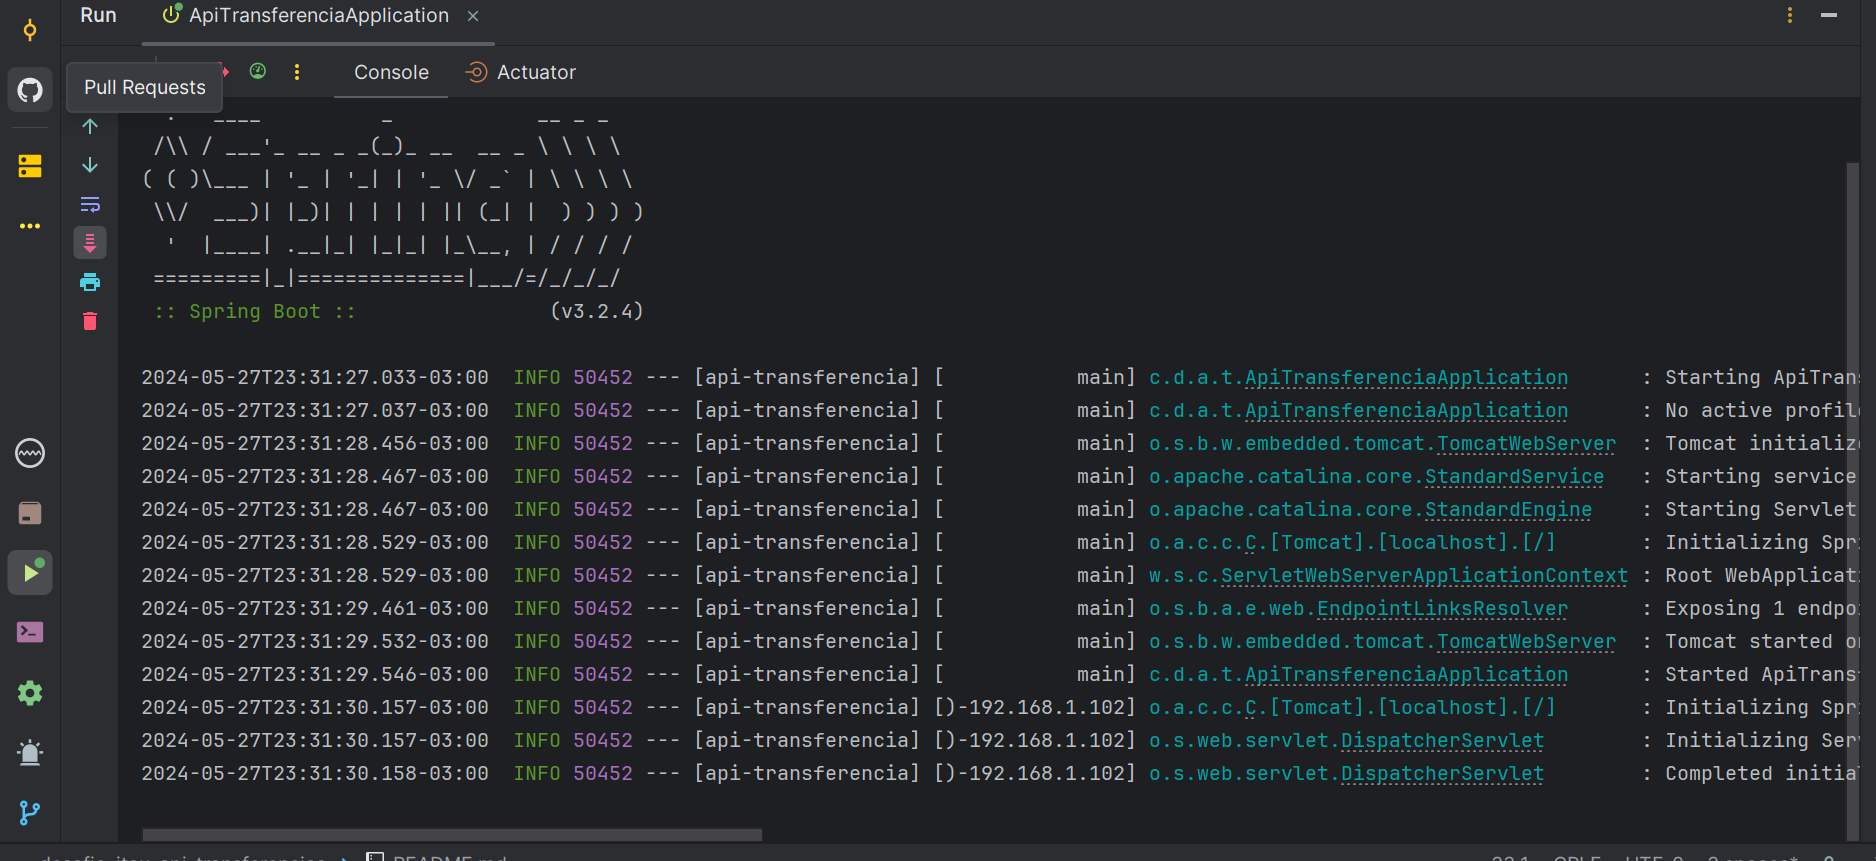 Run ApiTransferenciaApplication ×
Pull Requests
Console Actuator
  .   ____          _            __ _ _
 /\\ / ___'_ __ _ _(_)_ __  __ _ \ \ \ \
( ( )\___ | '_ | '_| | '_ \/ _` | \ \ \ \
 \\/  ___)| |_)| | | | | || (_| |  ) ) ) )
  '  |____| .__|_| |_|_| |_\__, | / / / /
 =========|_|==============|___/=/_/_/_/
 :: Spring Boot ::                (v3.2.4)
2024-05-27T23:31:27.033-03:00  INFO 50452 --- [api-transferencia] [           main] c.d.a.t.ApiTransferenciaApplication      : Starting ApiTrans
2024-05-27T23:31:27.037-03:00  INFO 50452 --- [api-transferencia] [           main] c.d.a.t.ApiTransferenciaApplication      : No active profile
2024-05-27T23:31:28.456-03:00  INFO 50452 --- [api-transferencia] [           main] o.s.b.w.embedded.tomcat.TomcatWebServer  : Tomcat initialize
2024-05-27T23:31:28.467-03:00  INFO 50452 --- [api-transferencia] [           main] o.apache.catalina.core.StandardService   : Starting service
2024-05-27T23:31:28.467-03:00  INFO 50452 --- [api-transferencia] [           main] o.apache.catalina.core.StandardEngine    : Starting Servlet
2024-05-27T23:31:28.529-03:00  INFO 50452 --- [api-transferencia] [           main] o.a.c.c.C.[Tomcat].[localhost].[/]       : Initializing Spri
2024-05-27T23:31:28.529-03:00  INFO 50452 --- [api-transferencia] [           main] w.s.c.ServletWebServerApplicationContext : Root WebApplicati
2024-05-27T23:31:29.461-03:00  INFO 50452 --- [api-transferencia] [           main] o.s.b.a.e.web.EndpointLinksResolver      : Exposing 1 endpoi
2024-05-27T23:31:29.532-03:00  INFO 50452 --- [api-transferencia] [           main] o.s.b.w.embedded.tomcat.TomcatWebServer  : Tomcat started o
2024-05-27T23:31:29.546-03:00  INFO 50452 --- [api-transferencia] [           main] c.d.a.t.ApiTransferenciaApplication      : Started ApiTrans
2024-05-27T23:31:30.157-03:00  INFO 50452 --- [api-transferencia] [)-192.168.1.102] o.a.c.c.C.[Tomcat].[localhost].[/]       : Initializing Spri
2024-05-27T23:31:30.157-03:00  INFO 50452 --- [api-transferencia] [)-192.168.1.102] o.s.web.servlet.DispatcherServlet        : Initializing Ser
2024-05-27T23:31:30.158-03:00  INFO 50452 --- [api-transferencia] [)-192.168.1.102] o.s.web.servlet.DispatcherServlet        : Completed initia
README.md